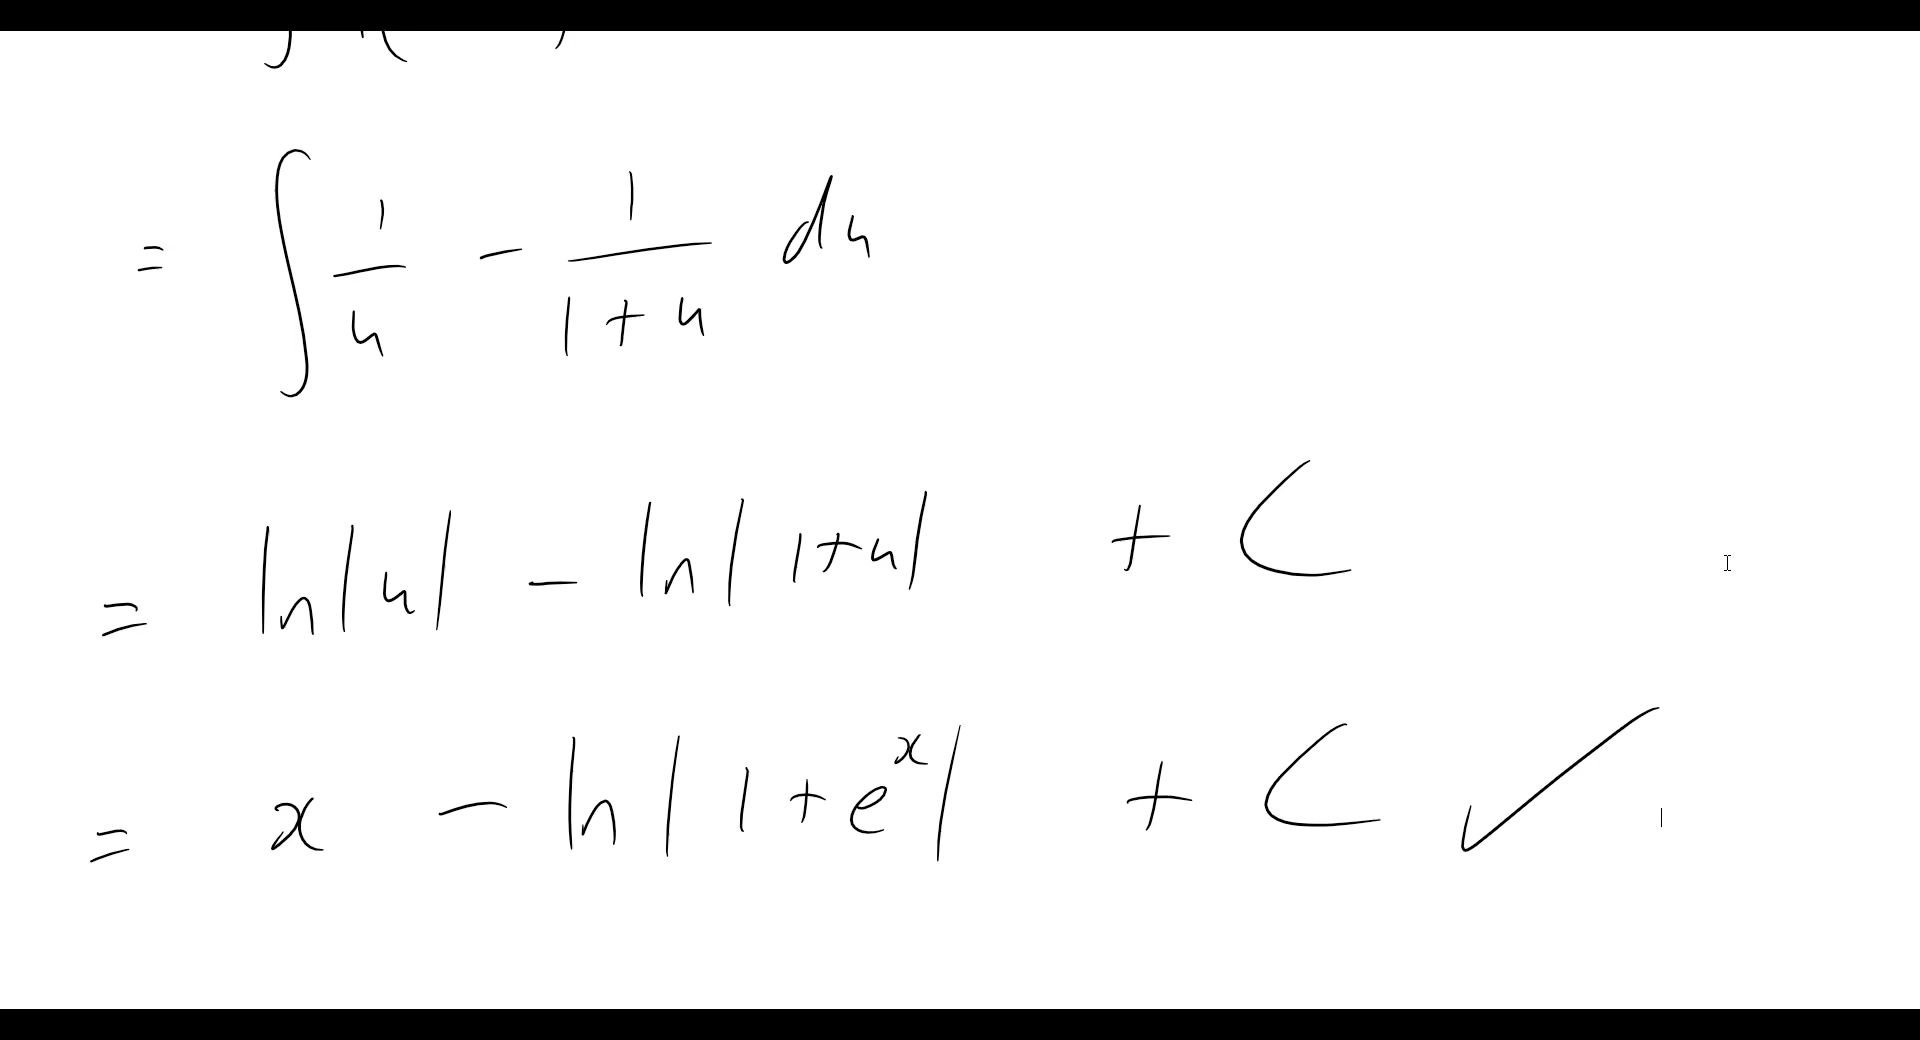 = ∫ 1/u - 1/(1+u) du
= ln|u| - ln|1+u| + C
= x - ln|1+e^x| + C ✓